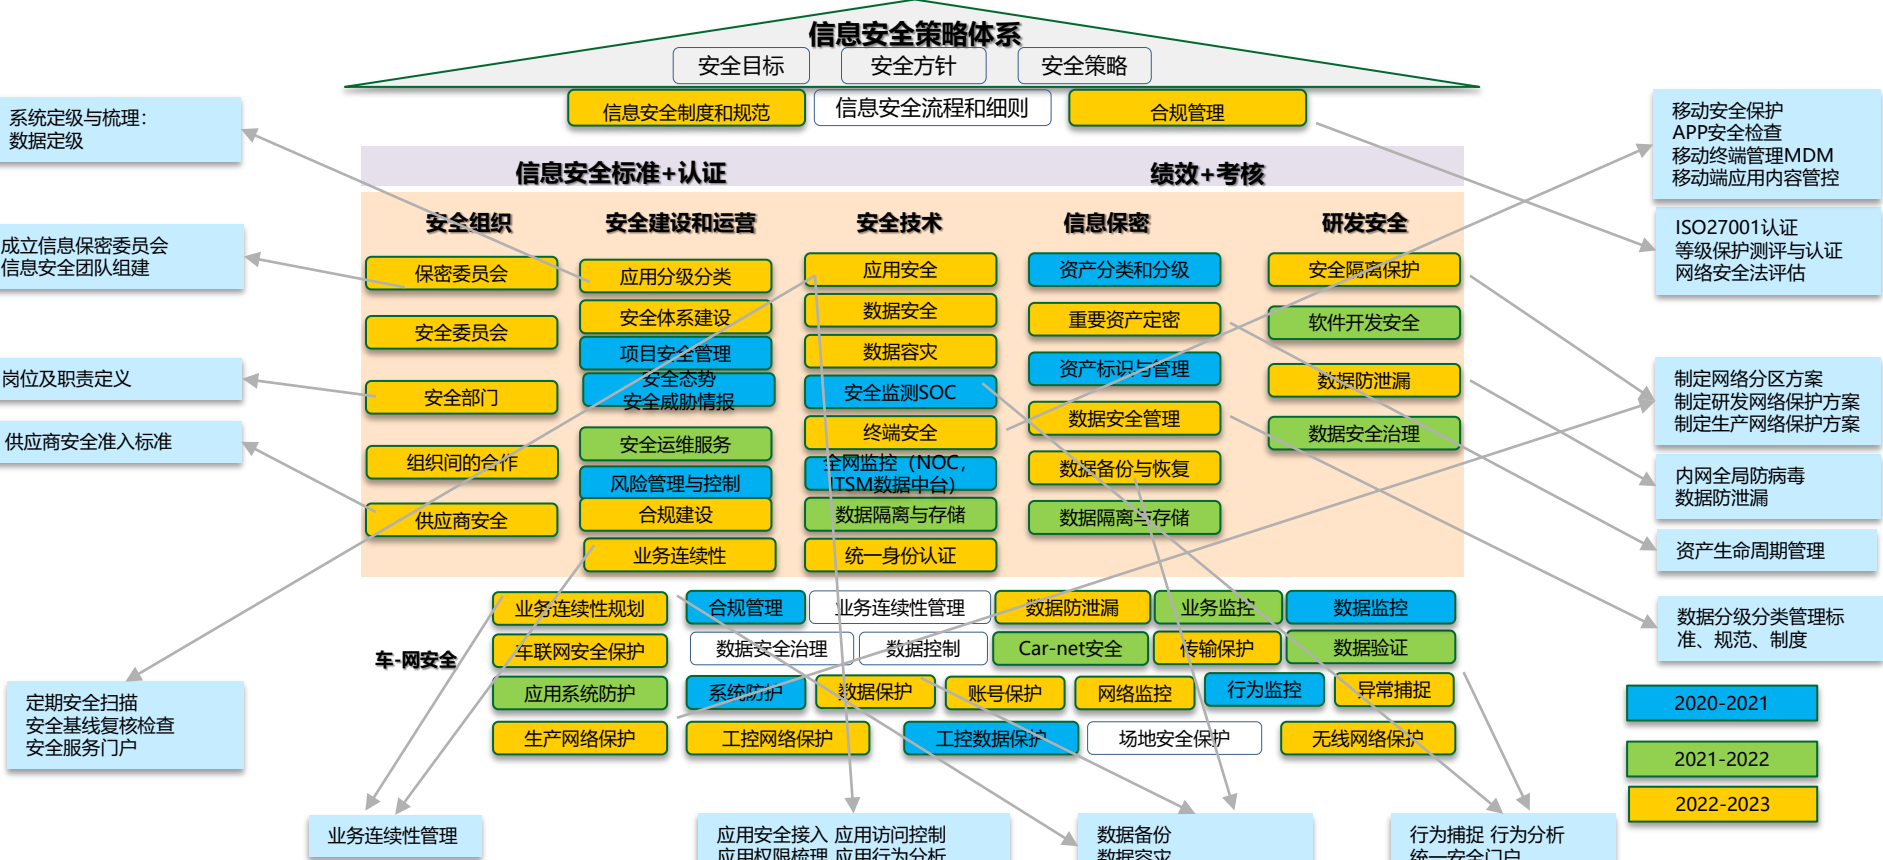 信息安全策略体系
安全目标
安全方针
安全策略
信息安全制度和规范
信息安全流程和细则
合规管理
系统定级与梳理:
数据定级
移动安全保护
APP安全检查
移动终端管理MDM
移动端应用内容管控
信息安全标准+认证
绩效+考核
ISO27001认证
等级保护测评与认证
网络安全法评估
成立信息保密委员会
信息安全团队组建
岗位及职责定义
供应商安全准入标准
安全组织
保密委员会
安全委员会
安全部门
组织间的合作
供应商安全
安全建设和运营
应用分级分类
安全体系建设
项目安全管理
安全态势
安全威胁情报
安全运维服务
风险管理与控制
合规建设
业务连续性
安全技术
应用安全
数据安全
数据容灾
安全监测SOC
终端安全
全网监控（NOC，
ITSM数据中台）
数据隔离与存储
统一身份认证
信息保密
资产分类和分级
重要资产定密
资产标识与管理
数据安全管理
数据备份与恢复
数据隔离与存储
研发安全
安全隔离保护
软件开发安全
数据防泄漏
数据安全治理
制定网络分区方案
制定研发网络保护方案
制定生产网络保护方案
内网全局防病毒
数据防泄漏
资产生命周期管理
数据分级分类管理标
准、规范、制度
车-网安全
业务连续性规划
合规管理
业务连续性管理
数据防泄漏
业务监控
数据监控
车联网安全保护
数据安全治理
数据控制
Car-net安全
传输保护
数据验证
应用系统防护
系统防护
数据保护
账号保护
网络监控
行为监控
异常捕捉
生产网络保护
工控网络保护
工控数据保护
场地安全保护
无线网络保护
定期安全扫描
安全基线复核检查
安全服务门户
2020-2021
2021-2022
2022-2023
业务连续性管理
应用安全接入 应用访问控制
应用权限梳理 应用行为分析
数据备份
数据容灾
行为捕捉 行为分析
统一安全门户